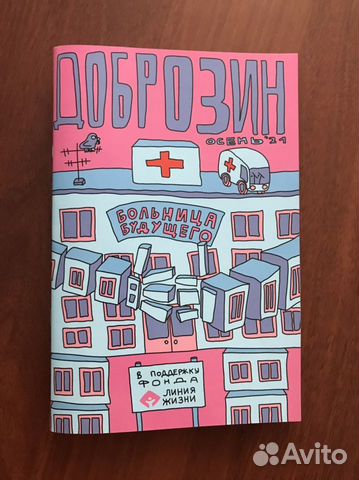 ДОБРОЗИН
ОСЕНЬ '21
БОЛЬНИЦА
БУДУЩЕГО
В ПОДДЕРЖКУ
ФОНДА
ЛИНИЯ
ЖИЗНИ
Avito